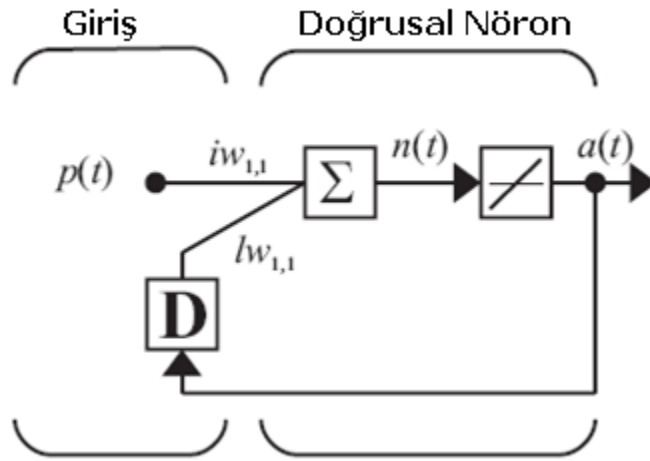 Giriş
Doğrusal Nöron
p(t)
iw1,1
Σ
n(t)
a(t)
lw1,1
D